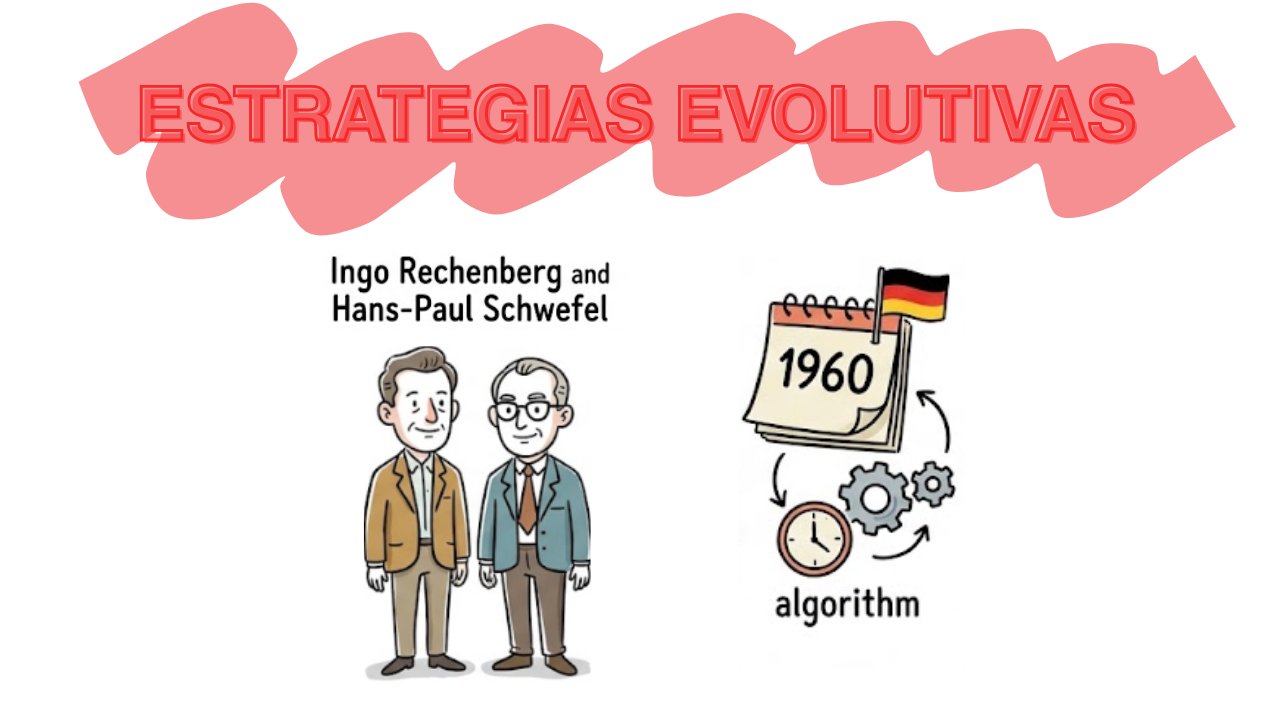 ESTRATEGIAS EVOLUTIVAS
Ingo Rechenberg and
Hans-Paul Schwefel
1960
algorithm